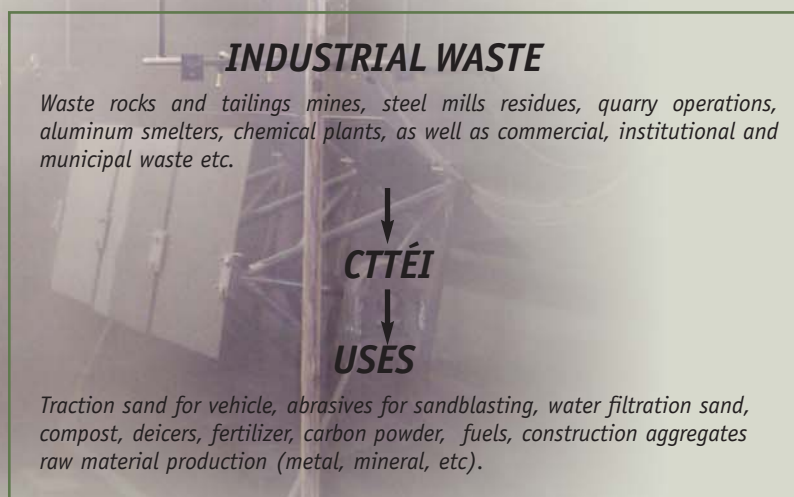 INDUSTRIAL WASTE
Waste rocks and tailings mines, steel mills residues, quarry operations,
aluminum smelters, chemical plants, as well as commercial, institutional and
municipal waste etc.
CTTÉI
USES
Traction sand for vehicle, abrasives for sandblasting, water filtration sand,
compost, deicers, fertilizer, carbon powder, fuels, construction aggregates
raw material production (metal, mineral, etc).